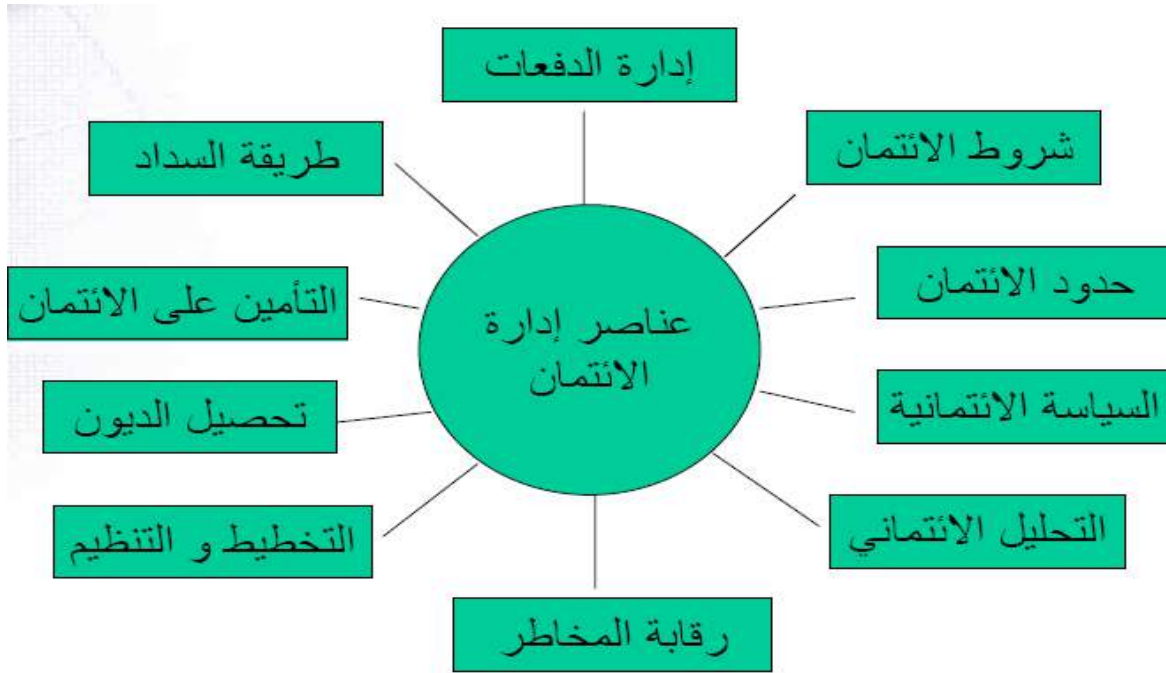 إدارة الدفعات
شروط الائتمان
طريقة السداد
حدود الائتمان
التأمين على الائتمان
عناصر إدارة
الائتمان
السياسة الائتمانية
تحصيل الديون
التحليل الائتماني
التخطيط و التنظيم
رقابة المخاطر